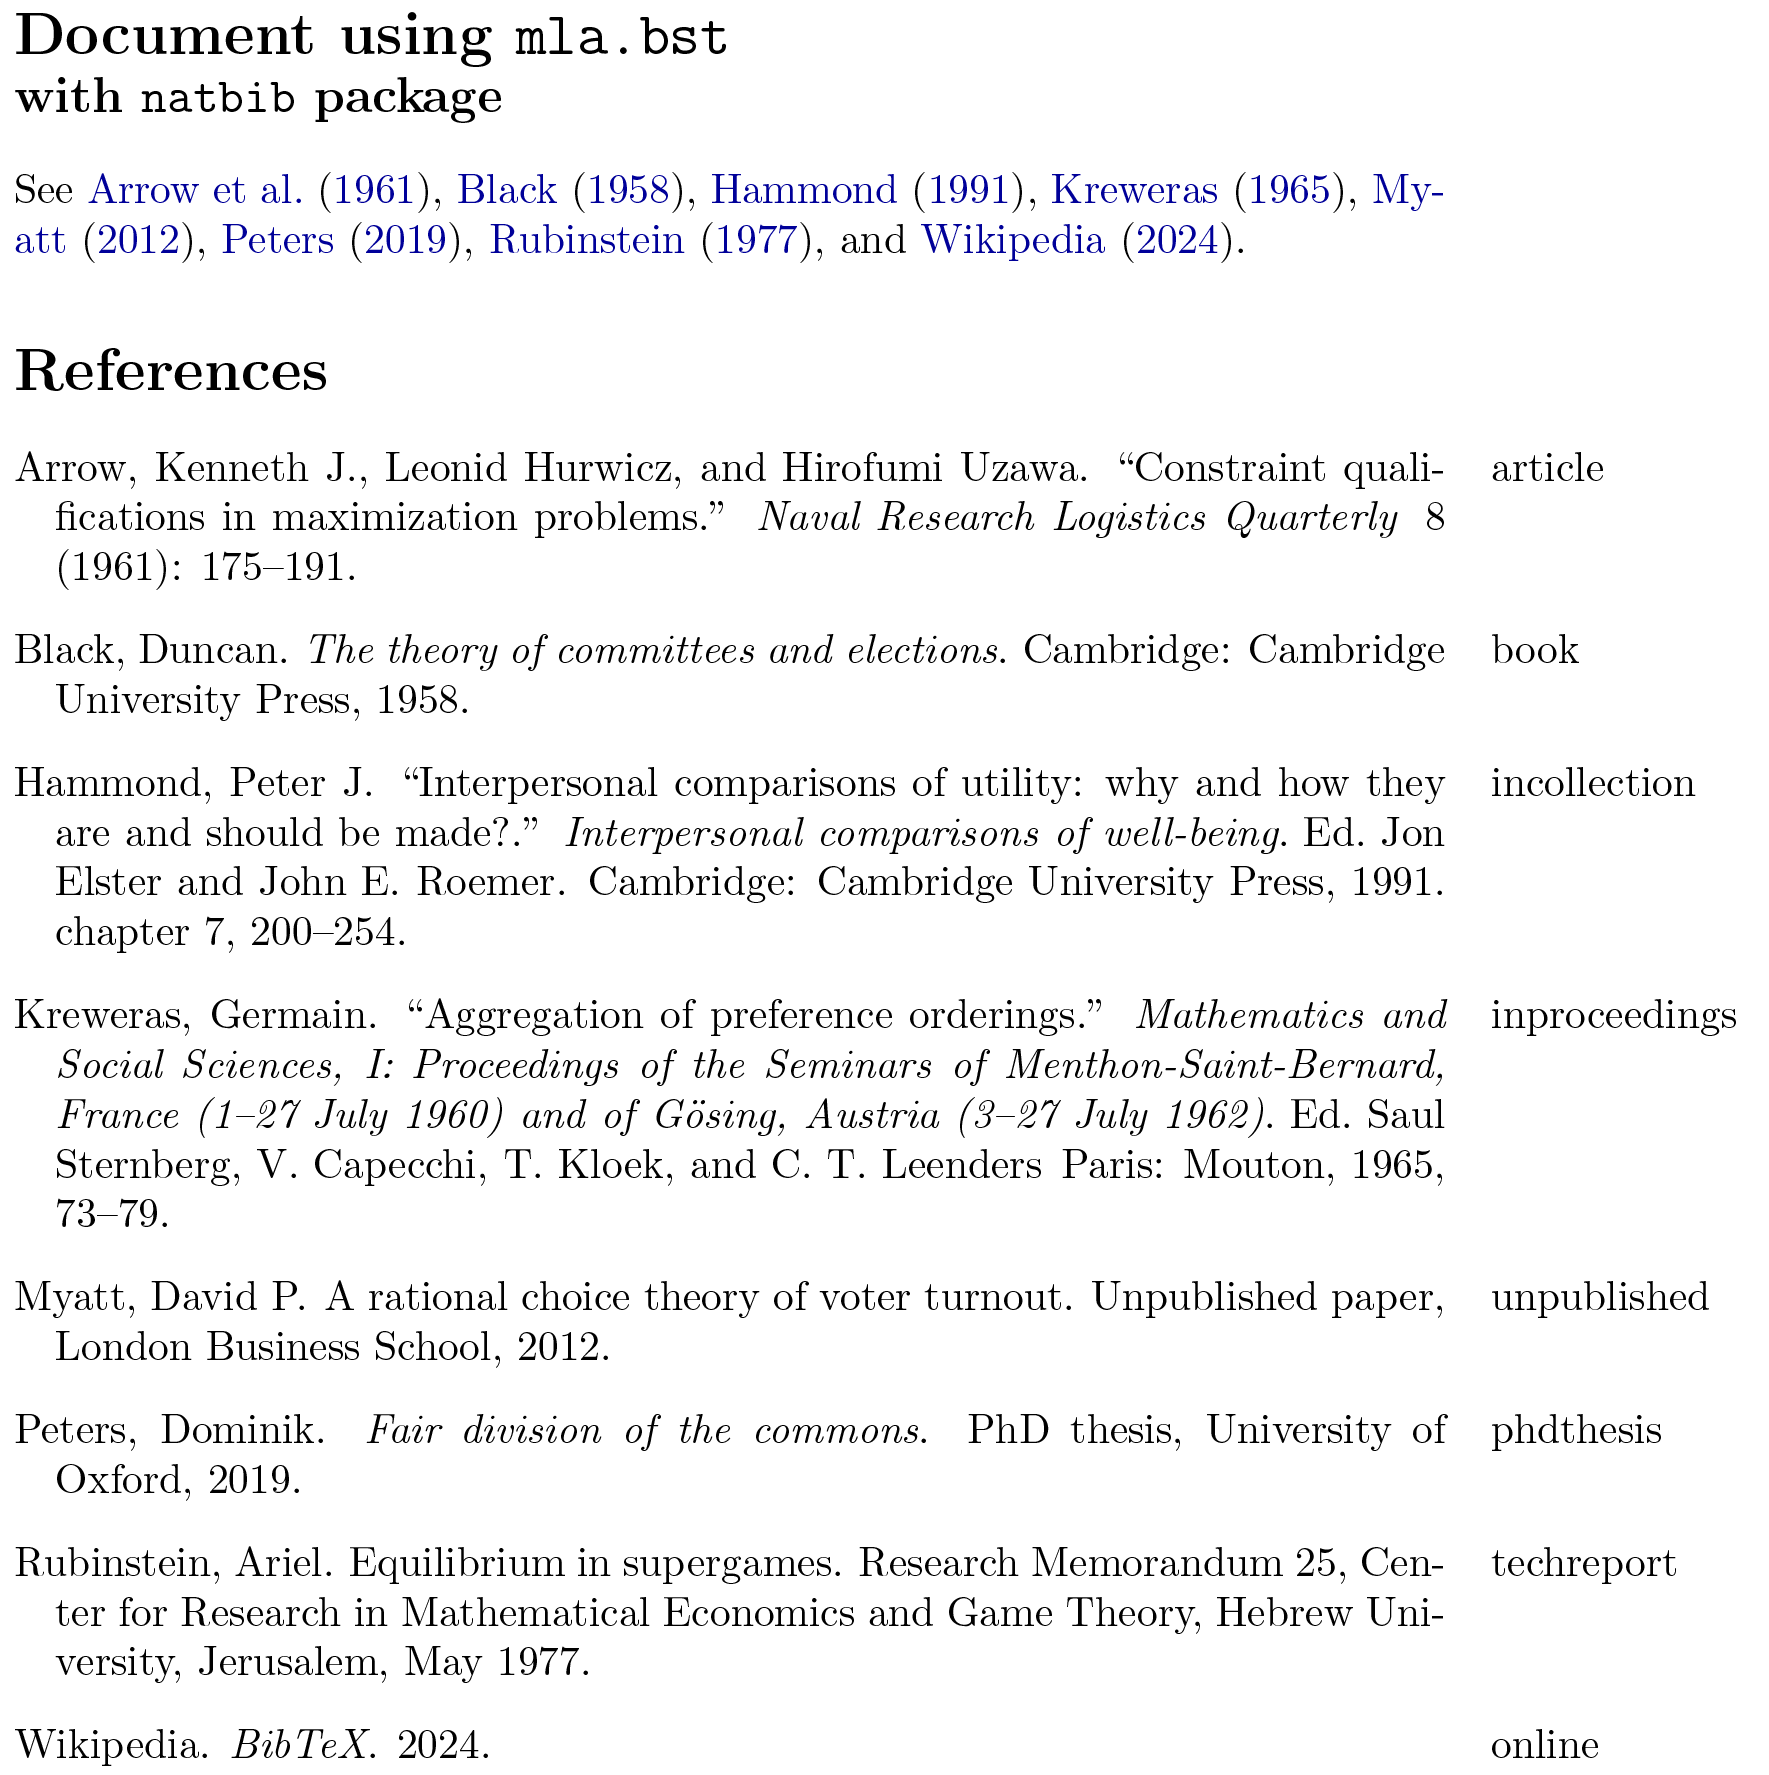 Document using mla.bst
with natbib package
See Arrow et al. (1961), Black (1958), Hammond (1991), Kreweras (1965), My-
att (2012), Peters (2019), Rubinstein (1977), and Wikipedia (2024).
References
Arrow, Kenneth J., Leonid Hurwicz, and Hirofumi Uzawa. “Constraint quali- article
fications in maximization problems.” Naval Research Logistics Quarterly 8
(1961): 175–191.
Black, Duncan. The theory of committees and elections. Cambridge: Cambridge book
University Press, 1958.
Hammond, Peter J. “Interpersonal comparisons of utility: why and how they incollection
are and should be made?.” Interpersonal comparisons of well-being. Ed. Jon
Elster and John E. Roemer. Cambridge: Cambridge University Press, 1991.
chapter 7, 200–254.
Kreweras, Germain. “Aggregation of preference orderings.” Mathematics and inproceedings
Social Sciences, I: Proceedings of the Seminars of Menthon-Saint-Bernard,
France (1–27 July 1960) and of Gösing, Austria (3–27 July 1962). Ed. Saul
Sternberg, V. Capecchi, T. Kloek, and C. T. Leenders Paris: Mouton, 1965,
73–79.
Myatt, David P. A rational choice theory of voter turnout. Unpublished paper, unpublished
London Business School, 2012.
Peters, Dominik. Fair division of the commons. PhD thesis, University of phdthesis
Oxford, 2019.
Rubinstein, Ariel. Equilibrium in supergames. Research Memorandum 25, Cen- techreport
ter for Research in Mathematical Economics and Game Theory, Hebrew Uni-
versity, Jerusalem, May 1977.
Wikipedia. BibTeX. 2024. online